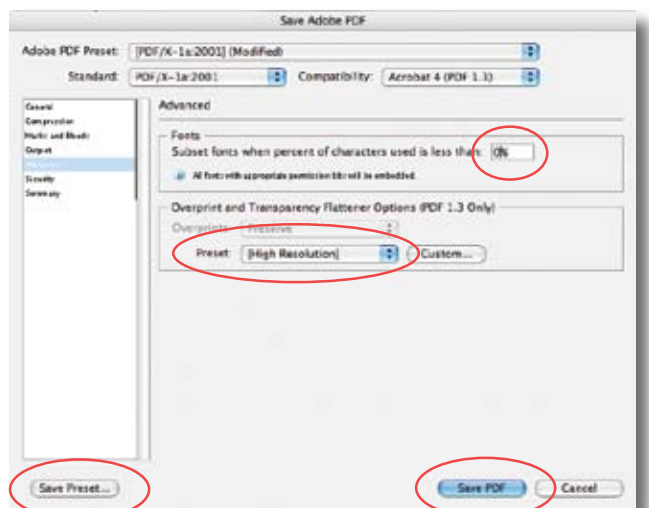 Save Adobe PDF
Adobe PDF Preset: [PDF/X-1a:2001] (Modified)
Standard: PDF/X-1a:2001 Compatibility: Acrobat 4 (PDF 1.3)
General
Compression
Marks and Bleeds
Output
Security
Summary
Advanced
Fonts
Subset fonts when percent of characters used is less than: 0%
All fonts with appropriate permission bits will be embedded.
Overprint and Transparency Flattener Options (PDF 1.3 Only)
Overprints: Preserve
Preset: [High Resolution] Custom...
Save Preset... Save PDF Cancel